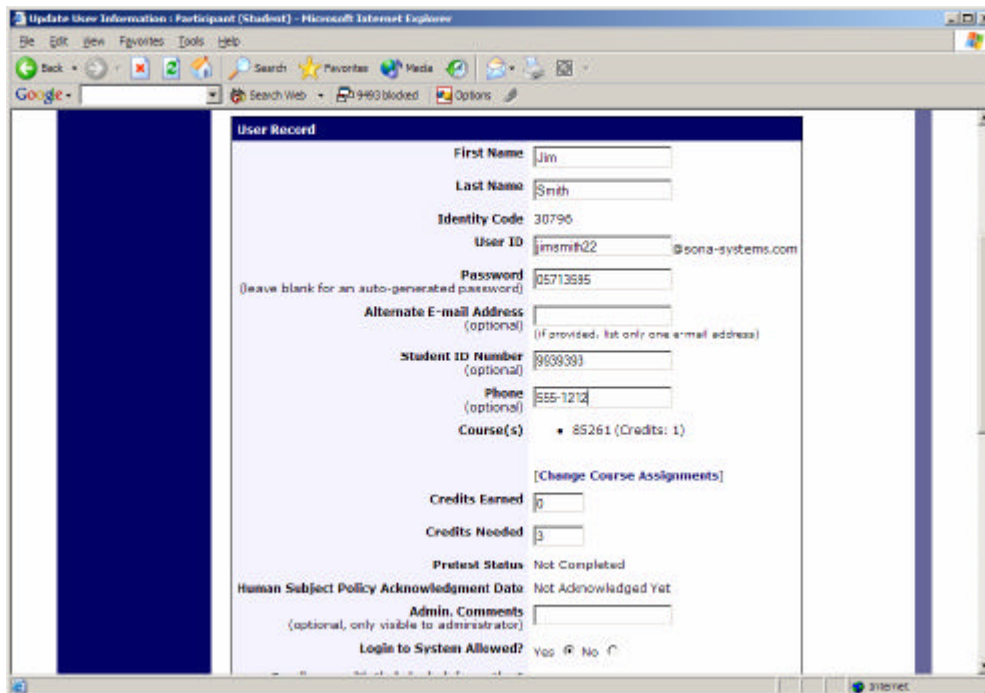 Update User Information : Participant (Student) - Microsoft Internet Explorer
File Edit View Favorites Tools Help
Back Search Favorites Media
Google Search Web 9493 blocked Options
User Record
First Name Jim
Last Name Smith
Identity Code 30796
User ID jimsmith22 @sona-systems.com
Password 05713595
(leave blank for an auto-generated password)
Alternate E-mail Address
(optional)
(if provided, list only one e-mail address)
Student ID Number 9939393
(optional)
Phone 555-1212
(optional)
Course(s) • 85261 (Credits: 1)
[Change Course Assignments]
Credits Earned 0
Credits Needed 3
Pretest Status Not Completed
Human Subject Policy Acknowledgment Date Not Acknowledged Yet
Admin. Comments
(optional, only visible to administrator)
Login to System Allowed? Yes No
Internet